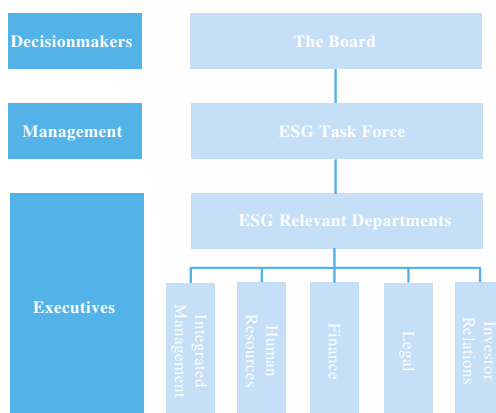 Decisionmakers
The Board
Management
ESG Task Force
ESG Relevant Departments
Executives
Integrated
Management
Human
Resources
Finance
Legal
Investor
Relations